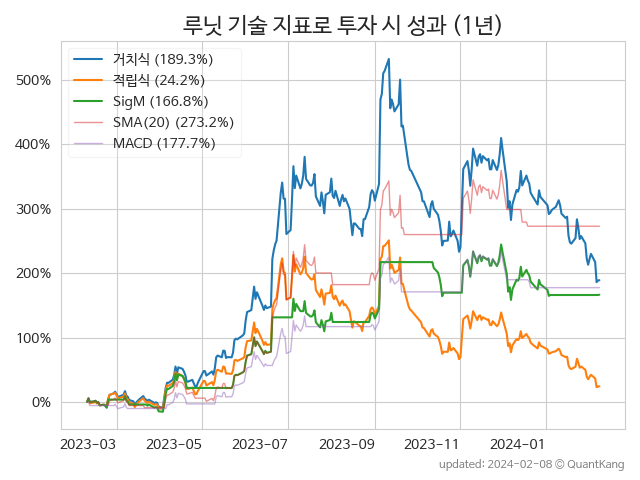 루닛 기술 지표로 투자 시 성과 (1년)
거치식 (189.3%)
적립식 (24.2%)
SigM (166.8%)
SMA(20) (273.2%)
MACD (177.7%)
500%
400%
300%
200%
100%
0%
2023-03 2023-05 2023-07 2023-09 2023-11 2024-01
updated: 2024-02-08 © QuantKang